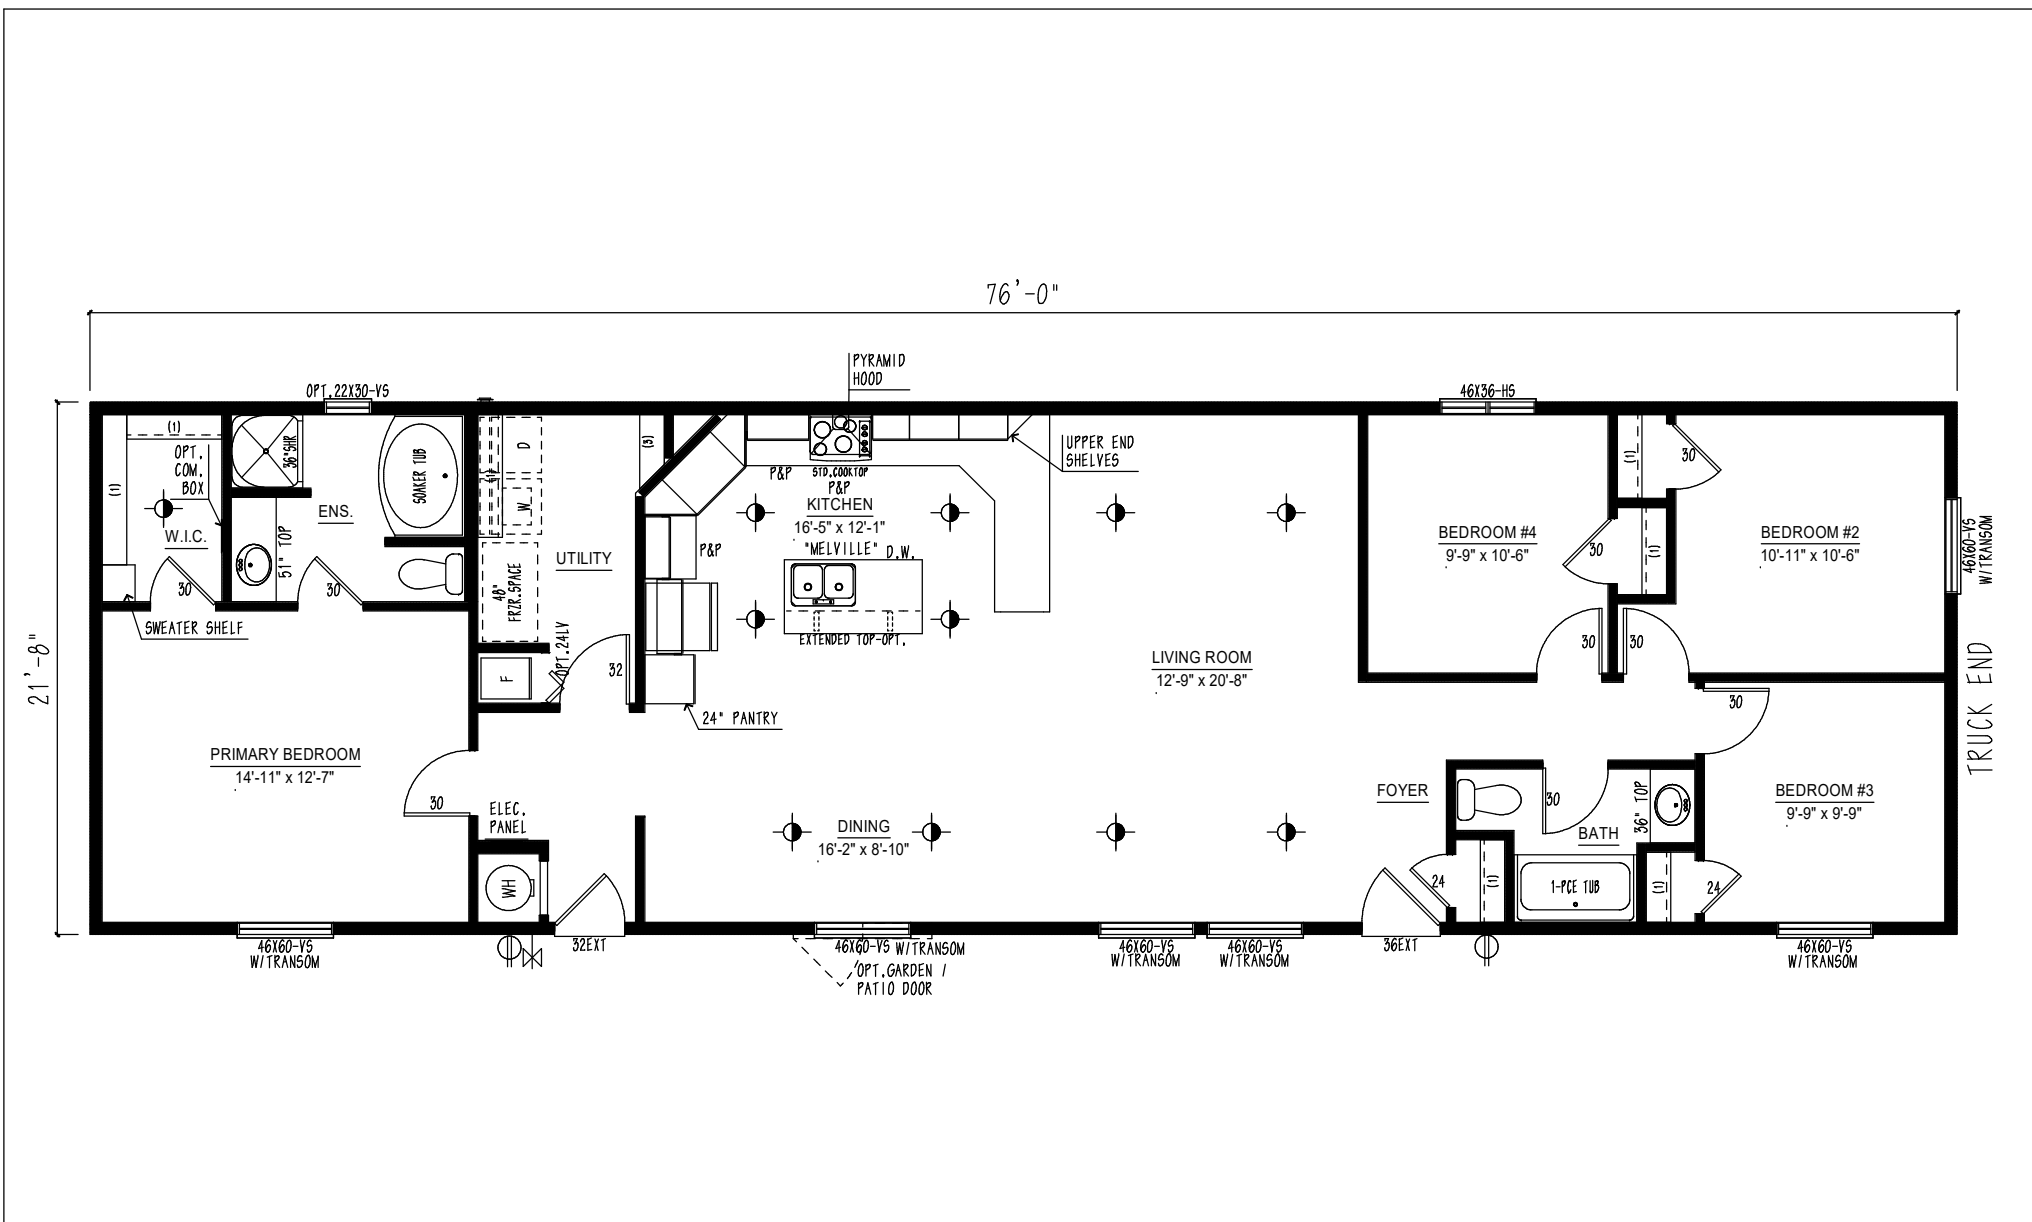 76'-0"
PYRAMID
HOOD
OPT.22X30-VS
46X36-HS
21'-8"
(1)
(1)
OPT.
COM.
BOX
W.I.C.
30
SWEATER SHELF
36"SHR
ENS.
51" TOP
30
SOAKER TUB
(1)
D
W
48"
FRZR.SPACE
UTILITY
(3)
F
OPT.24LV
32
P&P
STD.COOKTOP
P&P
KITCHEN
16'-5" x 12'-1"
"MELVILLE" D.W.
P&P
EXTENDED TOP-OPT.
24" PANTRY
UPPER END
SHELVES
LIVING ROOM
12'-9" x 20'-8"
BEDROOM #4
9'-9" x 10'-6"
30
(1)
30
(1)
30
BEDROOM #2
10'-11" x 10'-6"
30
46X60-VS
W/TRANSOM
TRUCK END
PRIMARY BEDROOM
14'-11" x 12'-7"
30
ELEC.
PANEL
WH
DINING
16'-2" x 8'-10"
FOYER
24
(1)
30
BATH
36" TOP
1-PCE TUB
(1)
24
30
BEDROOM #3
9'-9" x 9'-9"
46X60-VS
W/TRANSOM
32EXT
46X60-VS W/TRANSOM
OPT.GARDEN /
PATIO DOOR
46X60-VS
W/TRANSOM
46X60-VS
W/TRANSOM
36EXT
46X60-VS
W/TRANSOM